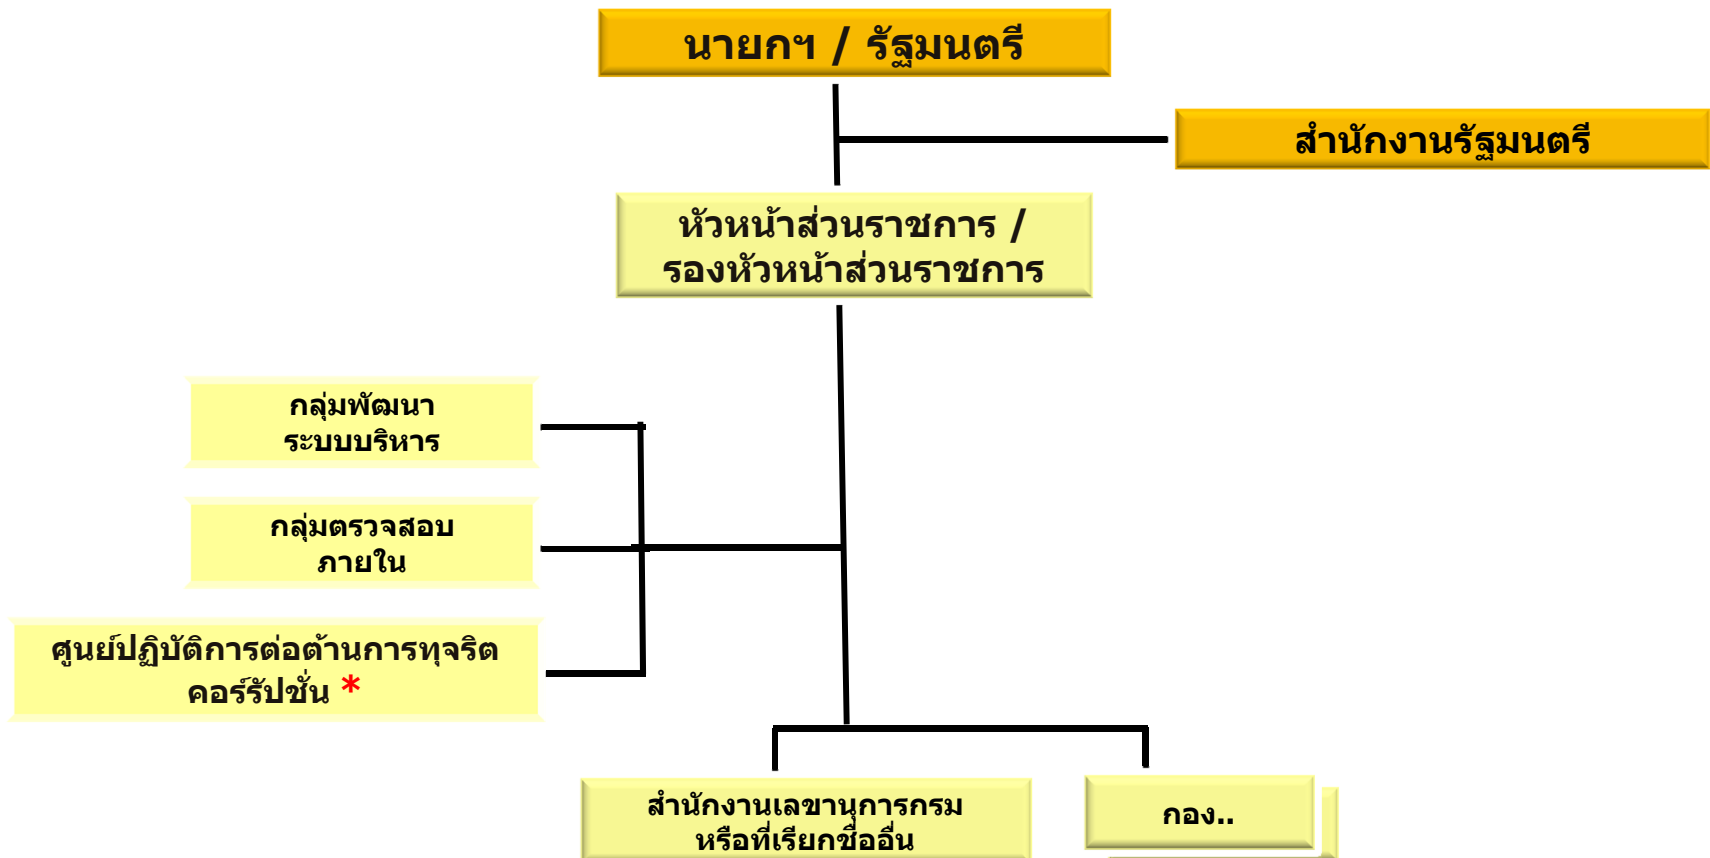 นายกฯ / รัฐมนตรี
สำนักงานรัฐมนตรี
หัวหน้าส่วนราชการ /
รองหัวหน้าส่วนราชการ
กลุ่มพัฒนา
ระบบบริหาร
กลุ่มตรวจสอบ
ภายใน
ศูนย์ปฏิบัติการต่อต้านการทุจริต
คอร์รัปชั่น *
สำนักงานเลขานุการกรม
หรือที่เรียกชื่ออื่น
กอง..